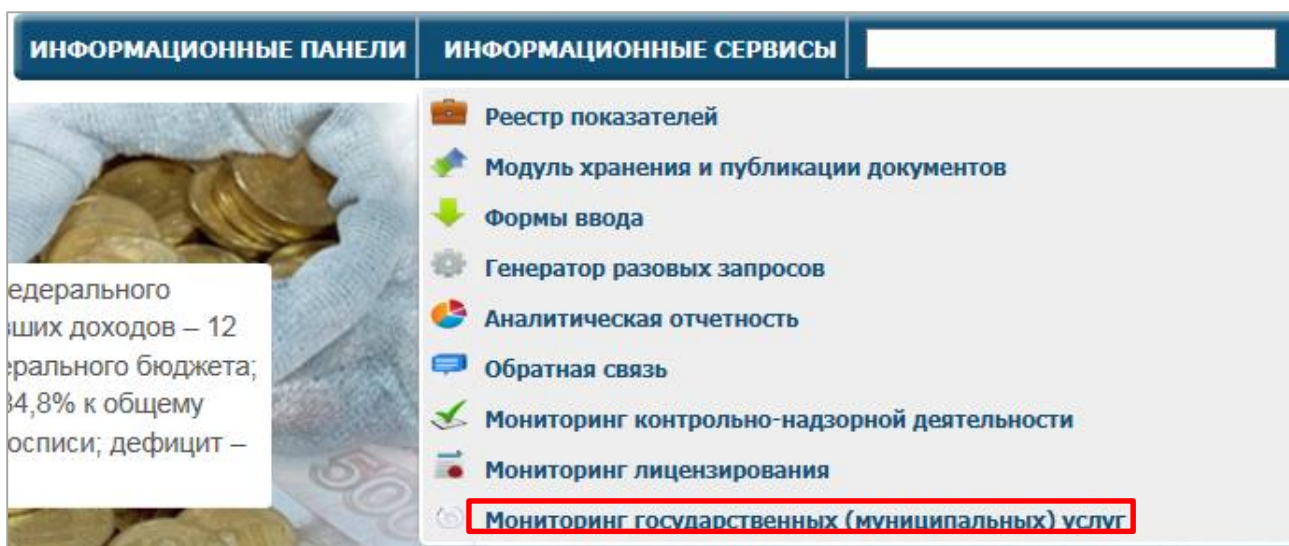 ИНФОРМАЦИОННЫЕ ПАНЕЛИ
ИНФОРМАЦИОННЫЕ СЕРВИСЫ
Реестр показателей
Модуль хранения и публикации документов
Формы ввода
Генератор разовых запросов
Аналитическая отчетность
Обратная связь
Мониторинг контрольно-надзорной деятельности
Мониторинг лицензирования
Мониторинг государственных (муниципальных) услуг
едерального
вших доходов – 12
ерального бюджета;
34,8% к общему
осписи; дефицит –
500